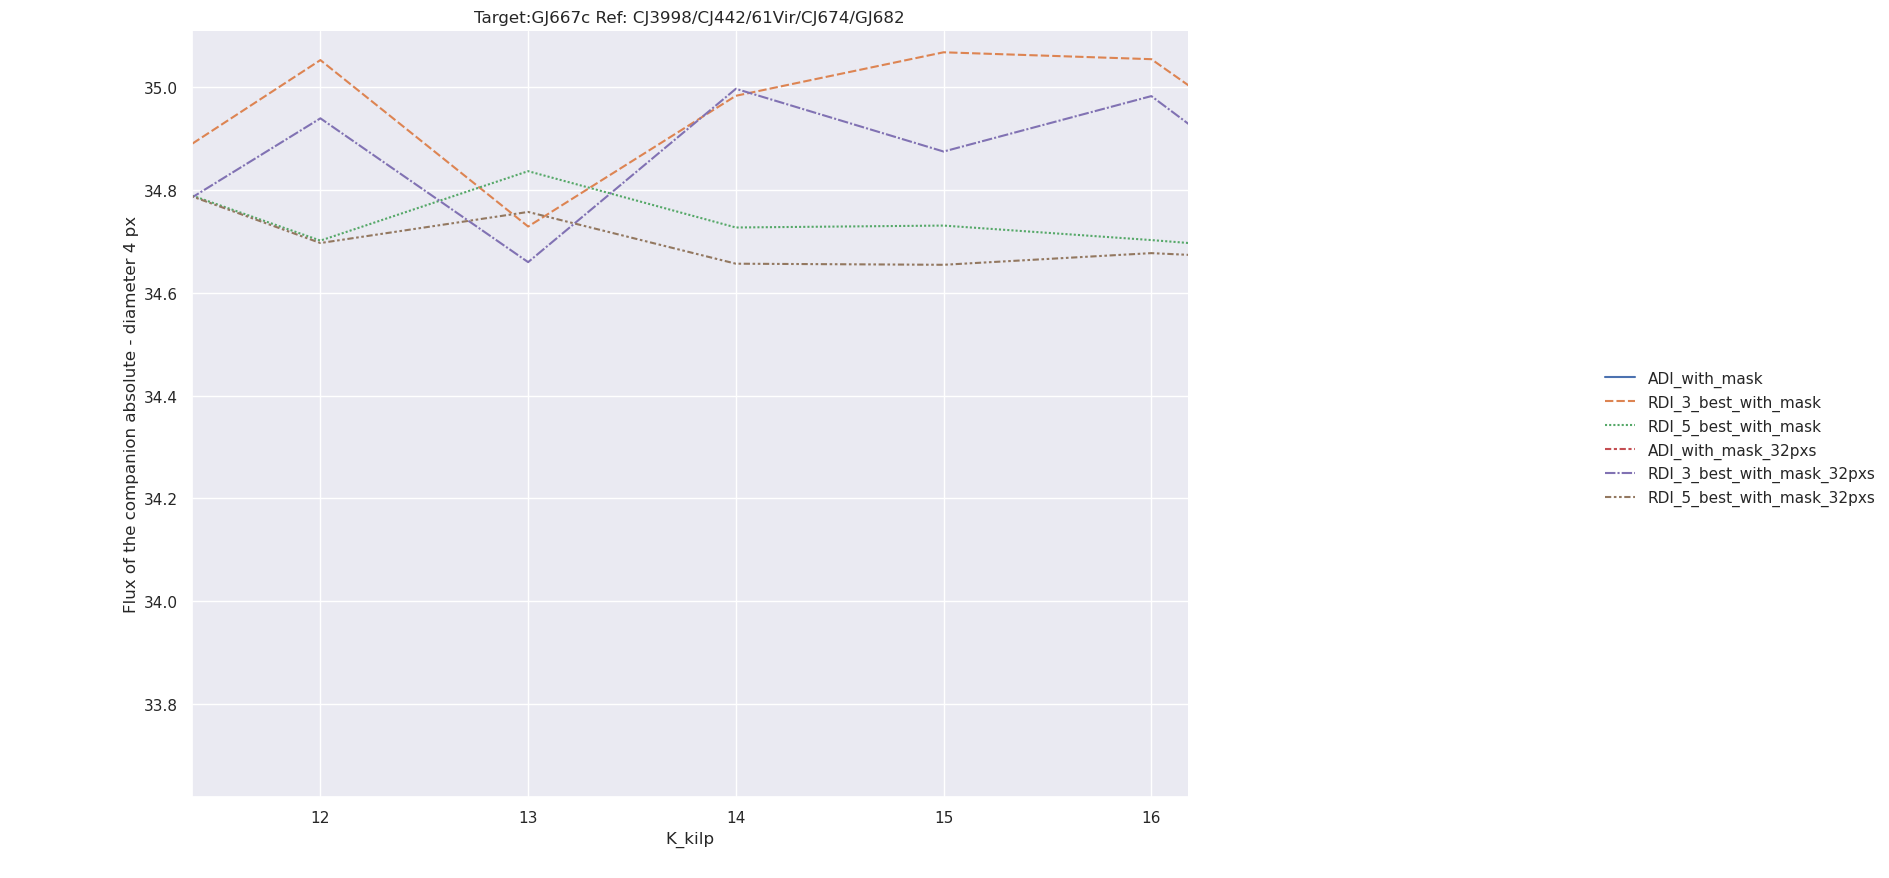 Target:GJ667c Ref: CJ3998/CJ442/61Vir/CJ674/GJ682
Flux of the companion absolute - diameter 4 px
35.0
34.8
34.6
34.4
34.2
34.0
33.8
12 13 14 15 16
K_kilp
ADI_with_mask
RDI_3_best_with_mask
RDI_5_best_with_mask
ADI_with_mask_32pxs
RDI_3_best_with_mask_32pxs
RDI_5_best_with_mask_32pxs